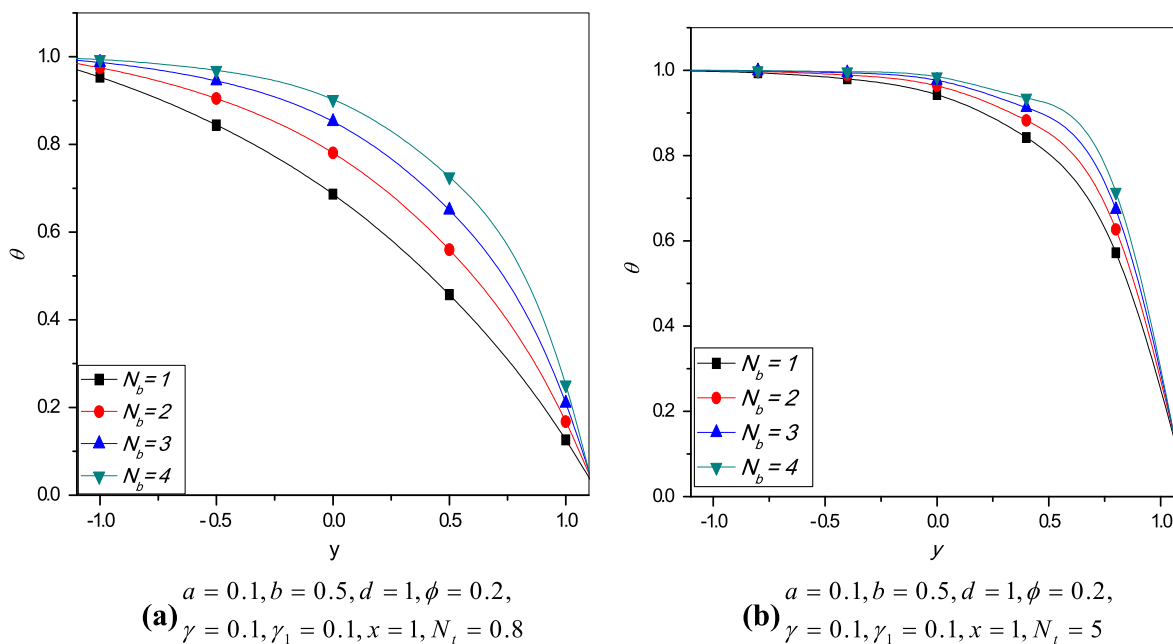 1.0
0.8
0.6
0.4
0.2
0.0
θ
N_b=1
N_b=2
N_b=3
N_b=4
-1.0 -0.5 0.0 0.5 1.0
y
a = 0.1, b = 0.5, d = 1, ϕ = 0.2,
(a) γ = 0.1, γ₁ = 0.1, x = 1, N_t = 0.8
1.0
0.8
0.6
0.4
0.2
0.0
θ
N_b=1
N_b=2
N_b=3
N_b=4
-1.0 -0.5 0.0 0.5 1.0
y
a = 0.1, b = 0.5, d = 1, ϕ = 0.2,
(b) γ = 0.1, γ₁ = 0.1, x = 1, N_t = 5